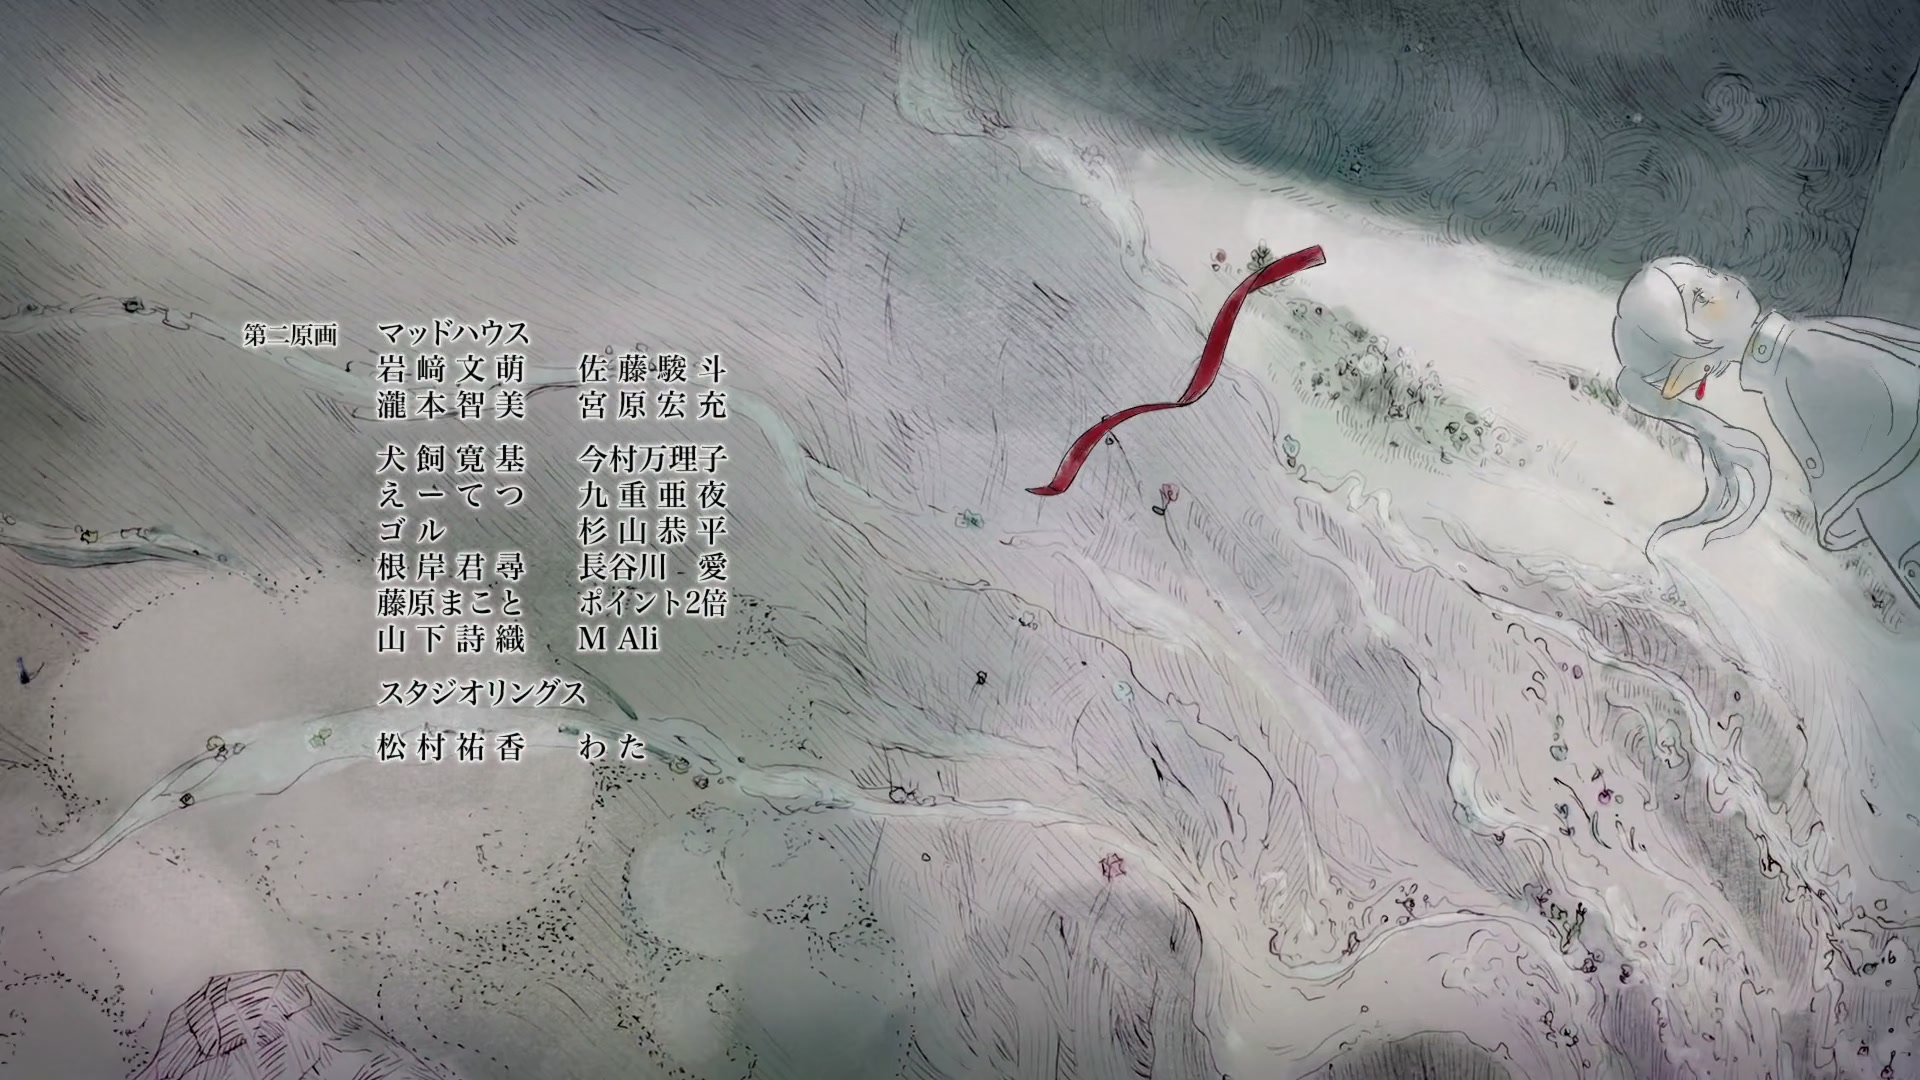 第二原画 マッドハウス
岩﨑文萌 佐藤駿斗
瀧本智美 宮原宏充
犬飼寛基 今村万理子
えーてつ 九重亜夜
ゴル 杉山恭平
根岸君尋 長谷川 愛
藤原まこと ポイント2倍
山下詩織 M Ali
スタジオリングス
松村祐香 わた